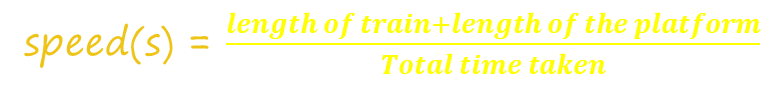 speed(s) = length of train+length of the platform
Total time taken